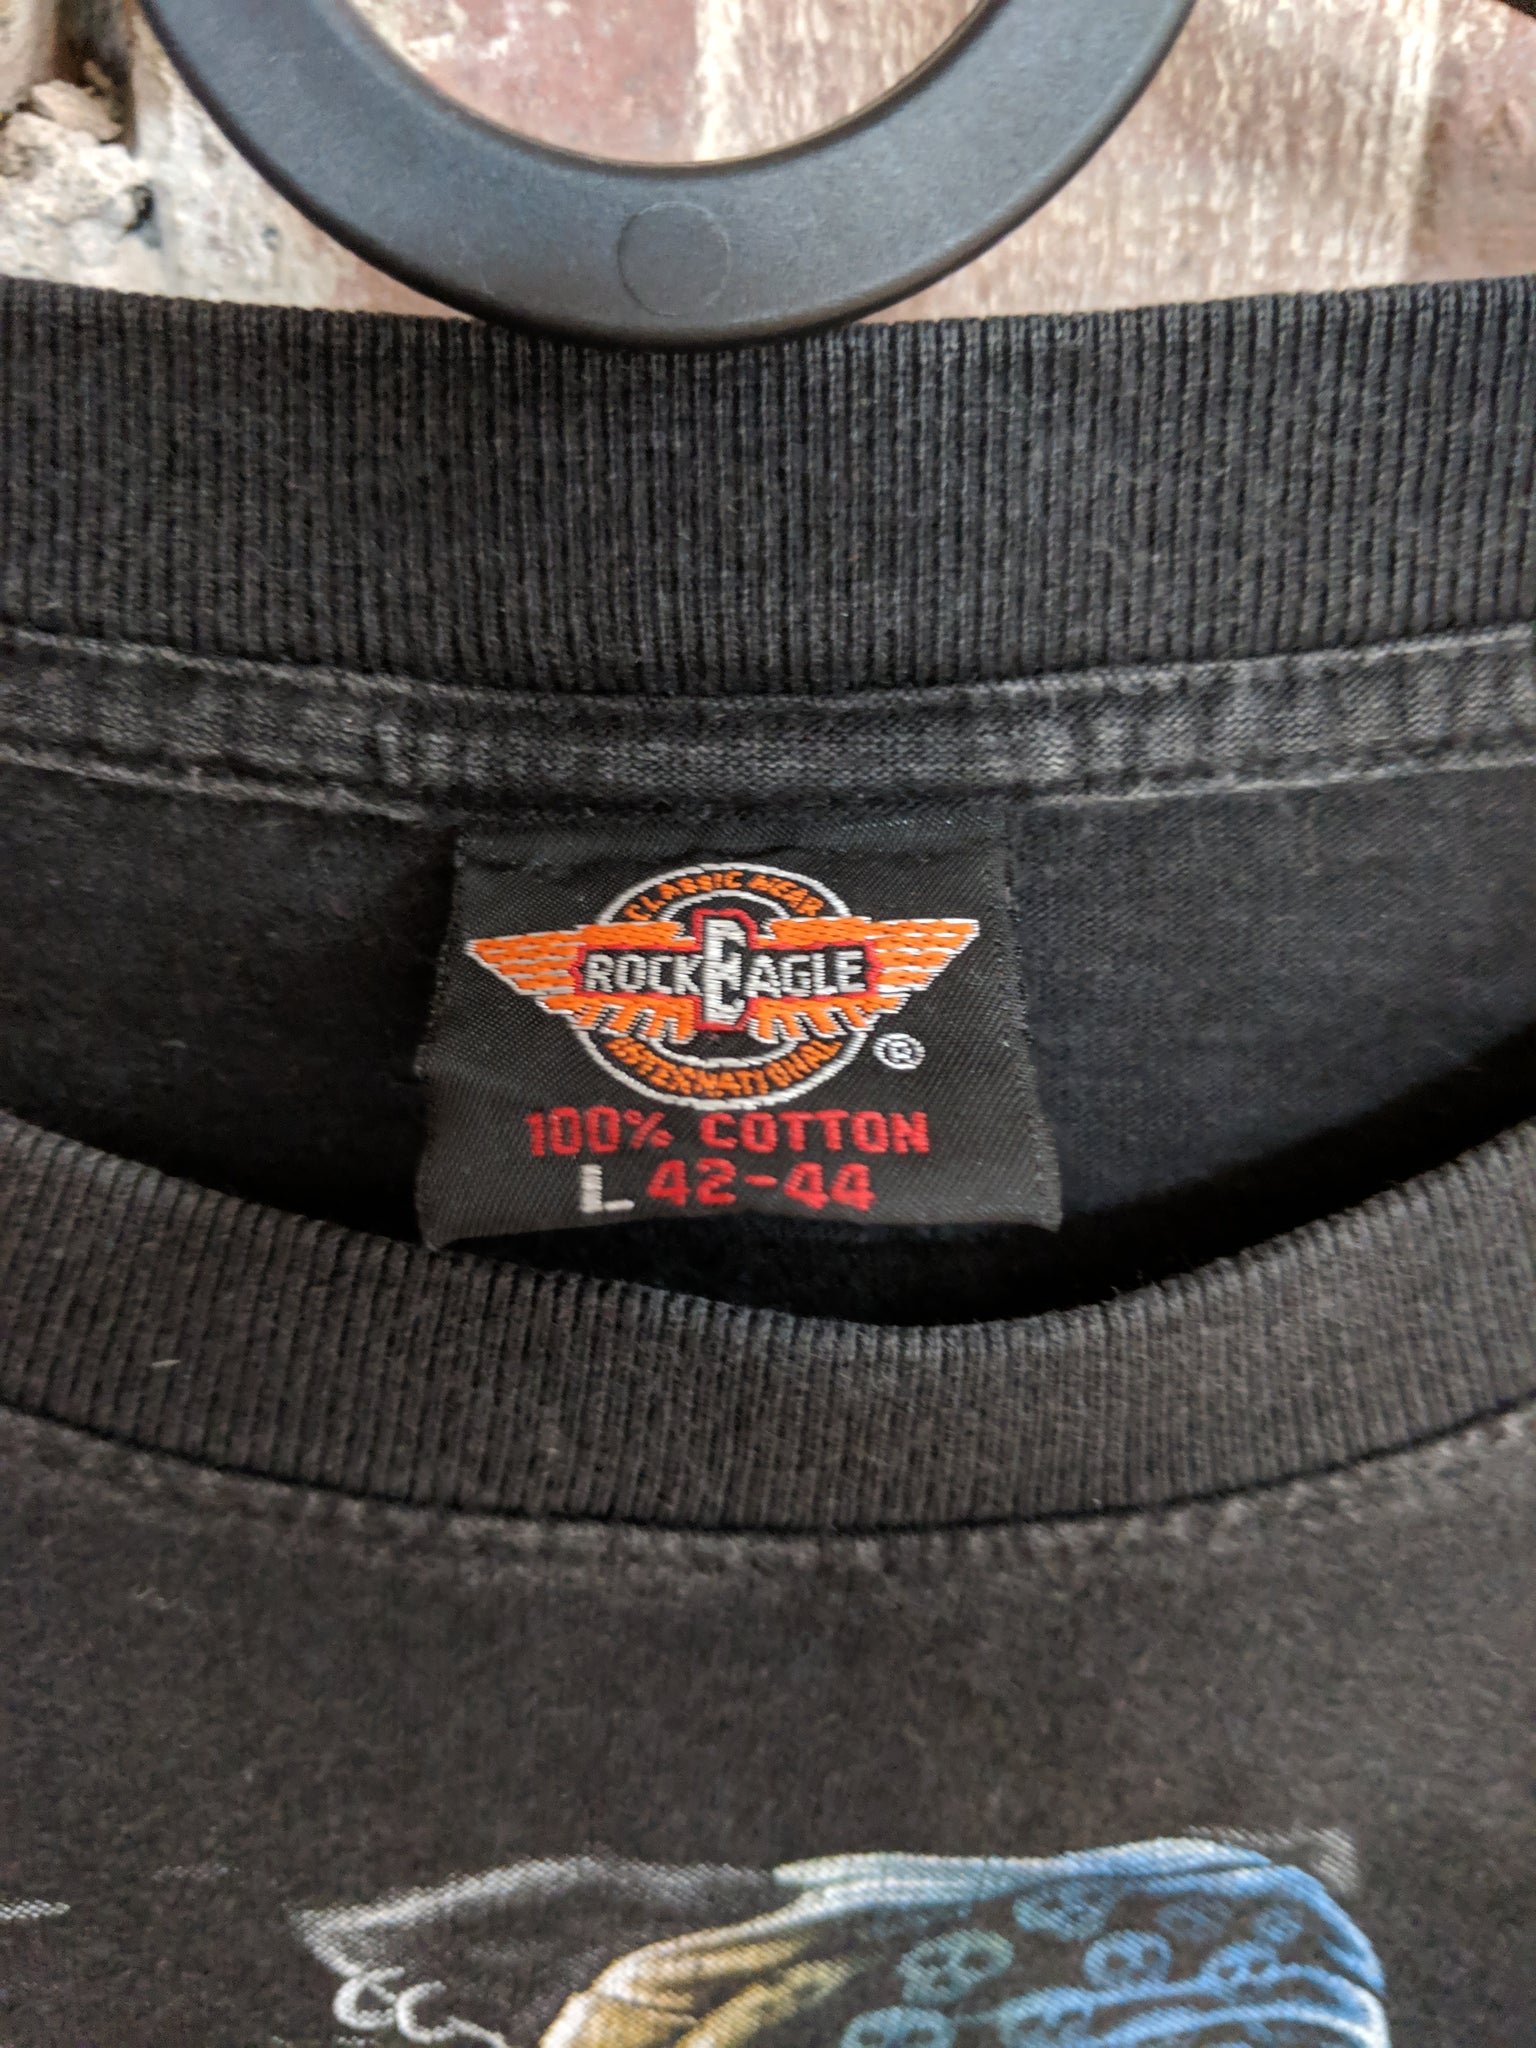 CLASSIC WEAR
ROCK EAGLE
INTERNATIONAL
®
100% COTTON
L 42-44